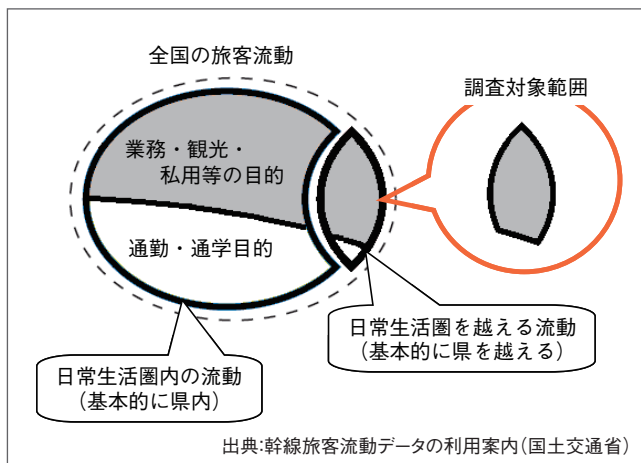 全国の旅客流動
調査対象範囲
業務・観光・
私用等の目的
通勤・通学目的
日常生活圏を越える流動
(基本的に県を越える)
日常生活圏内の流動
(基本的に県内)
出典:幹線旅客流動データの利用案内(国土交通省)